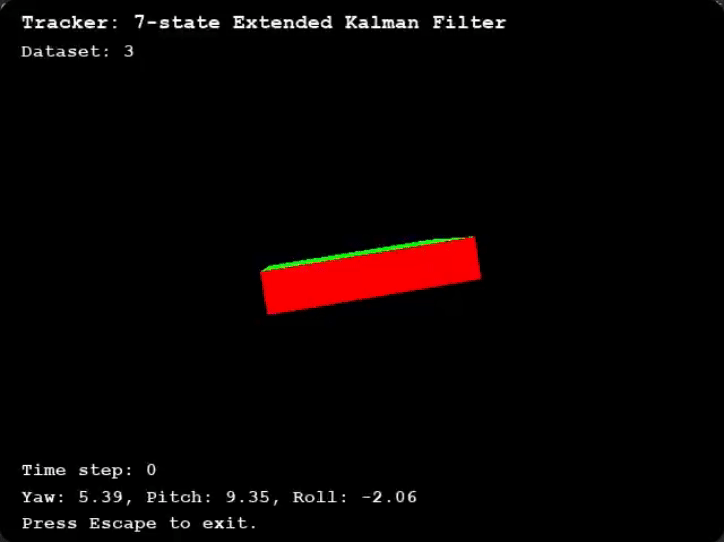 Tracker: 7-state Extended Kalman Filter
Dataset: 3
Time step: 0
Yaw: 5.39, Pitch: 9.35, Roll: -2.06
Press Escape to exit.